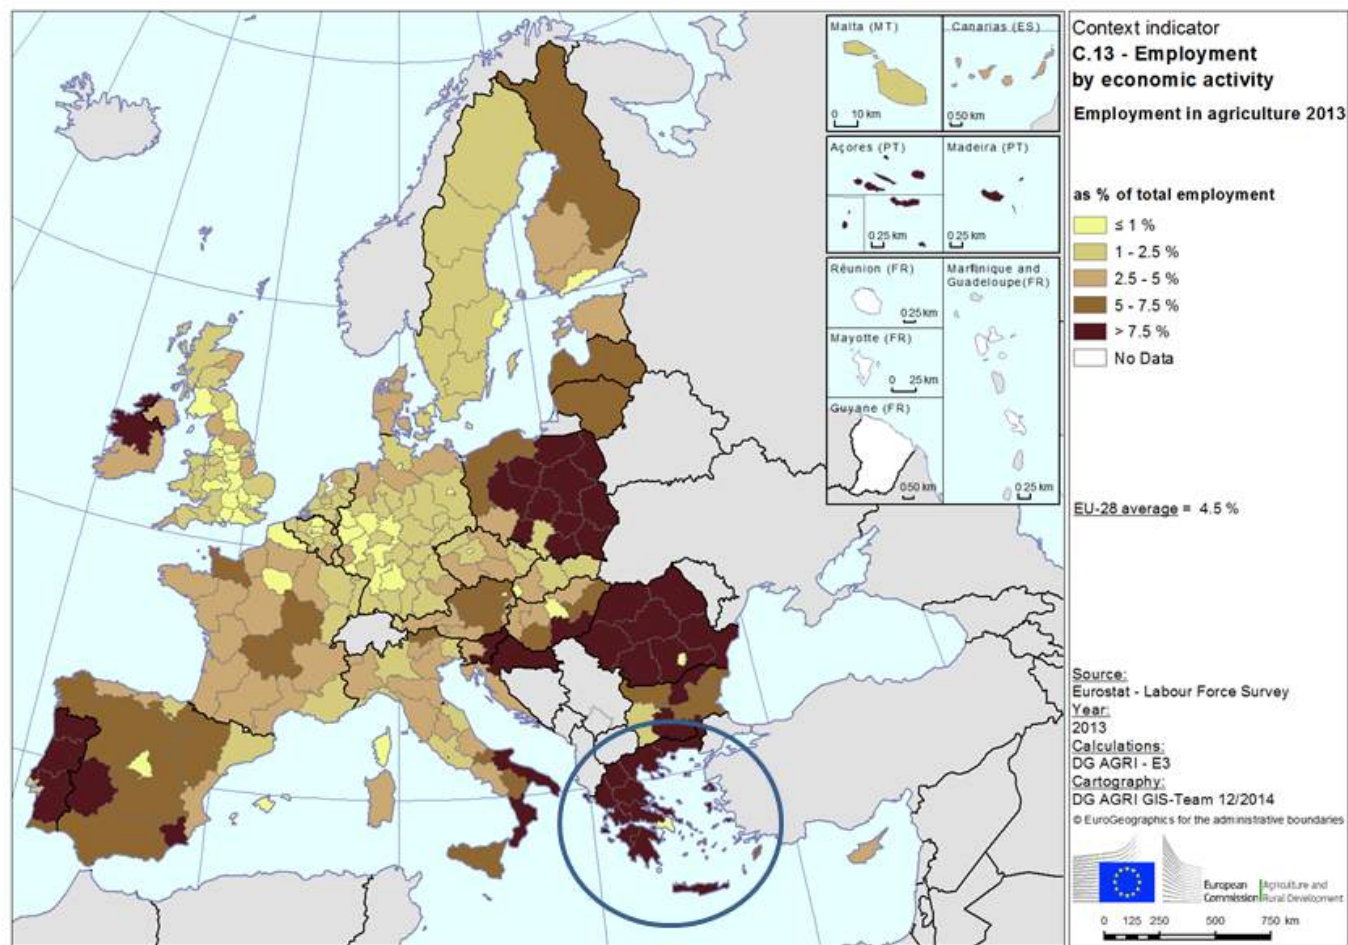 Malta (MT)
0 10 km
Canarias (ES)
0 50 km
Açores (PT)
0 25 km
Madeira (PT)
0 25 km
Réunion (FR)
0 25 km
Mayotte (FR)
0 25 km
Guyane (FR)
0 50 km
Martinique and
Guadeloupe(FR)
0 25 km
Context indicator
C.13 - Employment
by economic activity
Employment in agriculture 2013
as % of total employment
≤ 1 %
1 - 2.5 %
2.5 - 5 %
5 - 7.5 %
> 7.5 %
No Data
EU-28 average = 4.5 %
Source:
Eurostat - Labour Force Survey
Year:
2013
Calculations:
DG AGRI - E3
Cartography:
DG AGRI GIS-Team 12/2014
© EuroGeographics for the administrative boundaries
European
Commission
Agriculture and
Rural Development
0 125 250 500 750 km